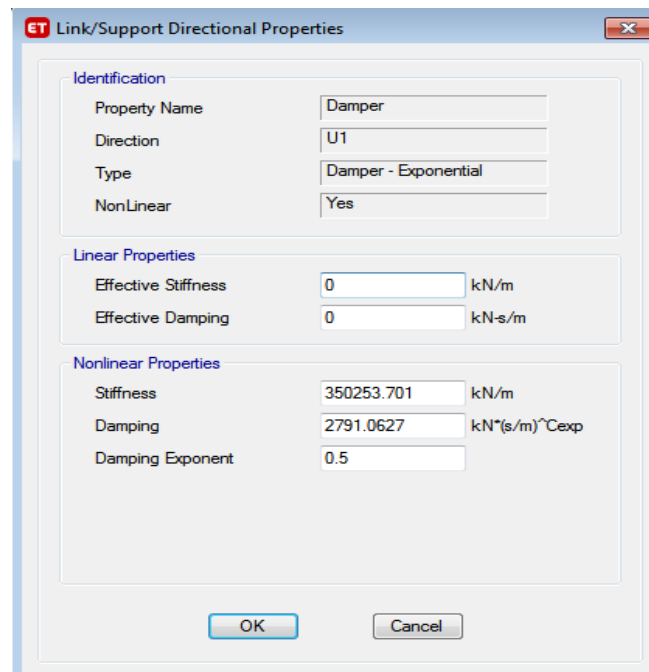 ET Link/Support Directional Properties
Identification
Property Name Damper
Direction U1
Type Damper - Exponential
NonLinear Yes
Linear Properties
Effective Stiffness 0 kN/m
Effective Damping 0 kN-s/m
Nonlinear Properties
Stiffness 350253.701 kN/m
Damping 2791.0627 kN*(s/m)^Cexp
Damping Exponent 0.5
OK Cancel